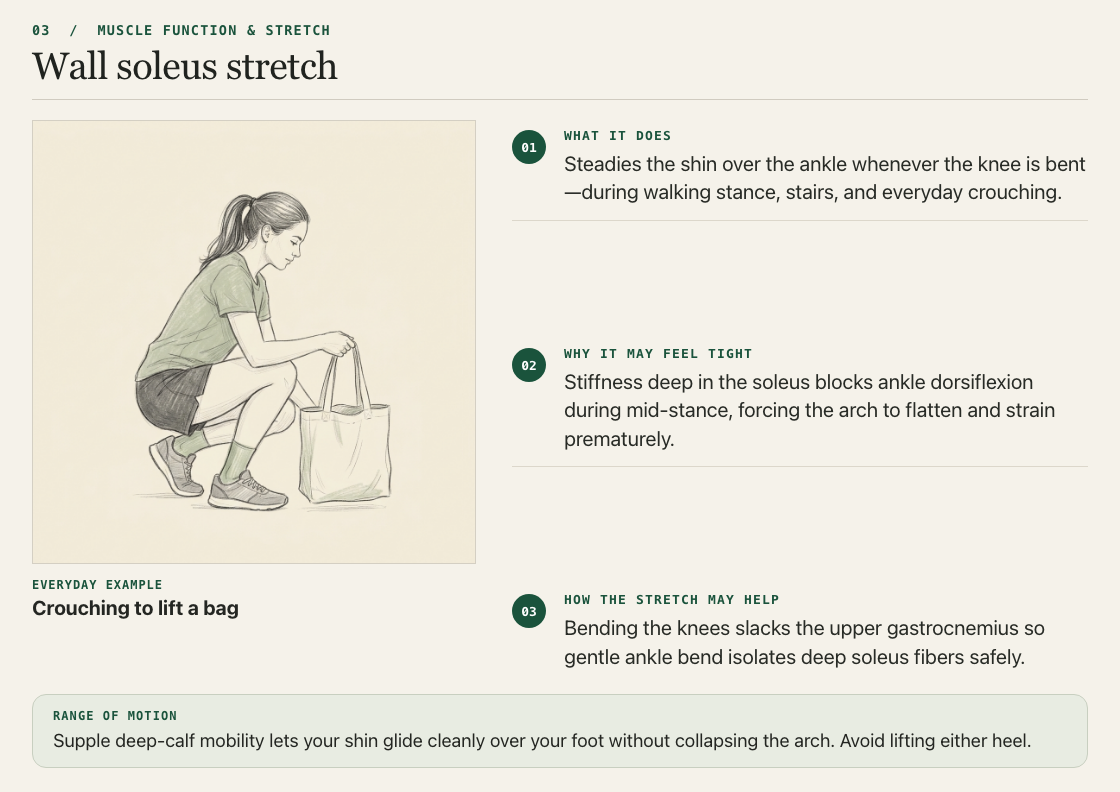 03 / MUSCLE FUNCTION & STRETCH
Wall soleus stretch
EVERYDAY EXAMPLE
Crouching to lift a bag
01
WHAT IT DOES
Steadies the shin over the ankle whenever the knee is bent
—during walking stance, stairs, and everyday crouching.
02
WHY IT MAY FEEL TIGHT
Stiffness deep in the soleus blocks ankle dorsiflexion
during mid-stance, forcing the arch to flatten and strain
prematurely.
03
HOW THE STRETCH MAY HELP
Bending the knees slacks the upper gastrocnemius so
gentle ankle bend isolates deep soleus fibers safely.
RANGE OF MOTION
Supple deep-calf mobility lets your shin glide cleanly over your foot without collapsing the arch. Avoid lifting either heel.